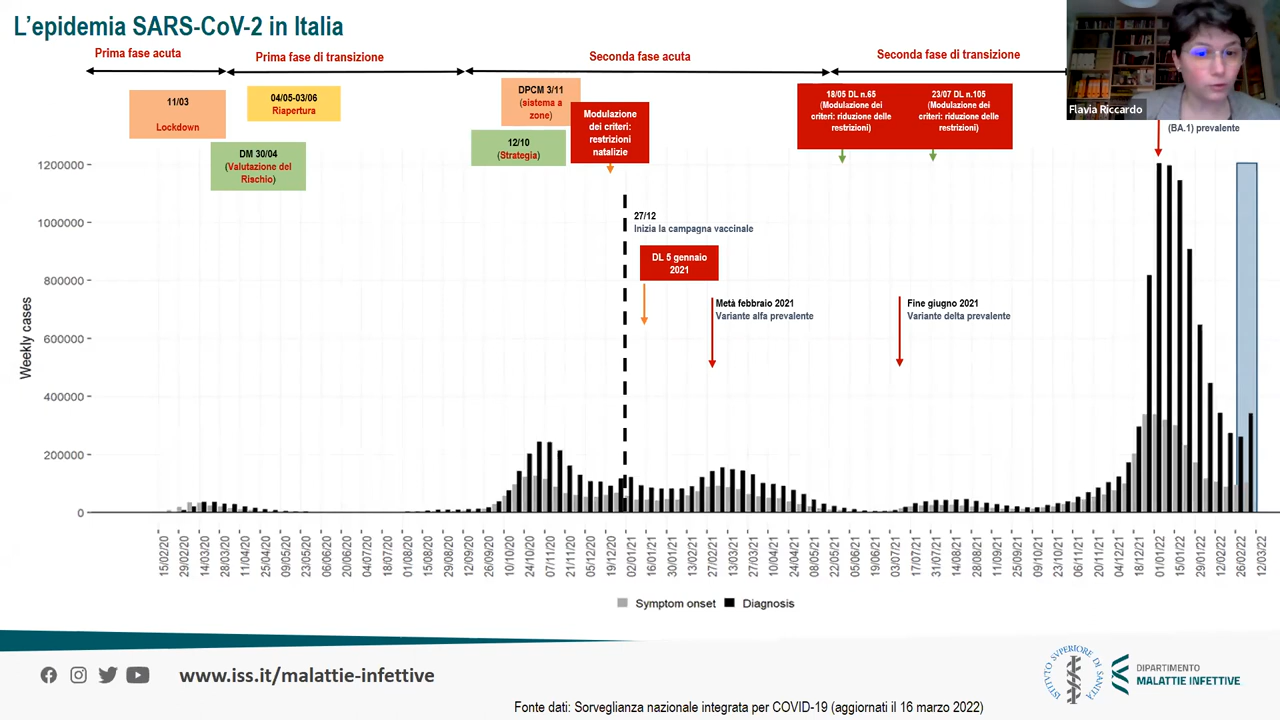 L'epidemia SARS-CoV-2 in Italia
Prima fase acuta
Prima fase di transizione
Seconda fase acuta
Seconda fase di transizione
Flavia Riccardo
11/03
Lockdown
04/05-03/06
Riapertura
DM 30/04
(Valutazione del
Rischio)
DPCM 3/11
(sistema a
zone)
12/10
(Strategia)
Modulazione
dei criteri:
restrizioni
natalizie
18/05 DL n.65
(Modulazione dei
criteri: riduzione delle
restrizioni)
23/07 DL n.105
(Modulazione dei
criteri: riduzione delle
restrizioni)
(BA.1) prevalente
27/12
Inizia la campagna vaccinale
DL 5 gennaio
2021
Metà febbraio 2021
Variante alfa prevalente
Fine giugno 2021
Variante delta prevalente
Weekly cases
1200000
1000000
800000
600000
400000
200000
0
15/02/20
29/02/20
14/03/20
28/03/20
11/04/20
25/04/20
09/05/20
23/05/20
06/06/20
20/06/20
04/07/20
18/07/20
01/08/20
15/08/20
29/08/20
12/09/20
26/09/20
10/10/20
24/10/20
07/11/20
21/11/20
05/12/20
19/12/20
02/01/21
16/01/21
30/01/21
13/02/21
27/02/21
13/03/21
27/03/21
10/04/21
24/04/21
08/05/21
22/05/21
05/06/21
19/06/21
03/07/21
17/07/21
31/07/21
14/08/21
28/08/21
11/09/21
25/09/21
09/10/21
23/10/21
06/11/21
20/11/21
04/12/21
18/12/21
01/01/22
15/01/22
29/01/22
12/02/22
26/02/22
12/03/22
Symptom onset
Diagnosis
www.iss.it/malattie-infettive
ISTITUTO SUPERIORE DI SANITÀ
DIPARTIMENTO
MALATTIE INFETTIVE
Fonte dati: Sorveglianza nazionale integrata per COVID-19 (aggiornati il 16 marzo 2022)